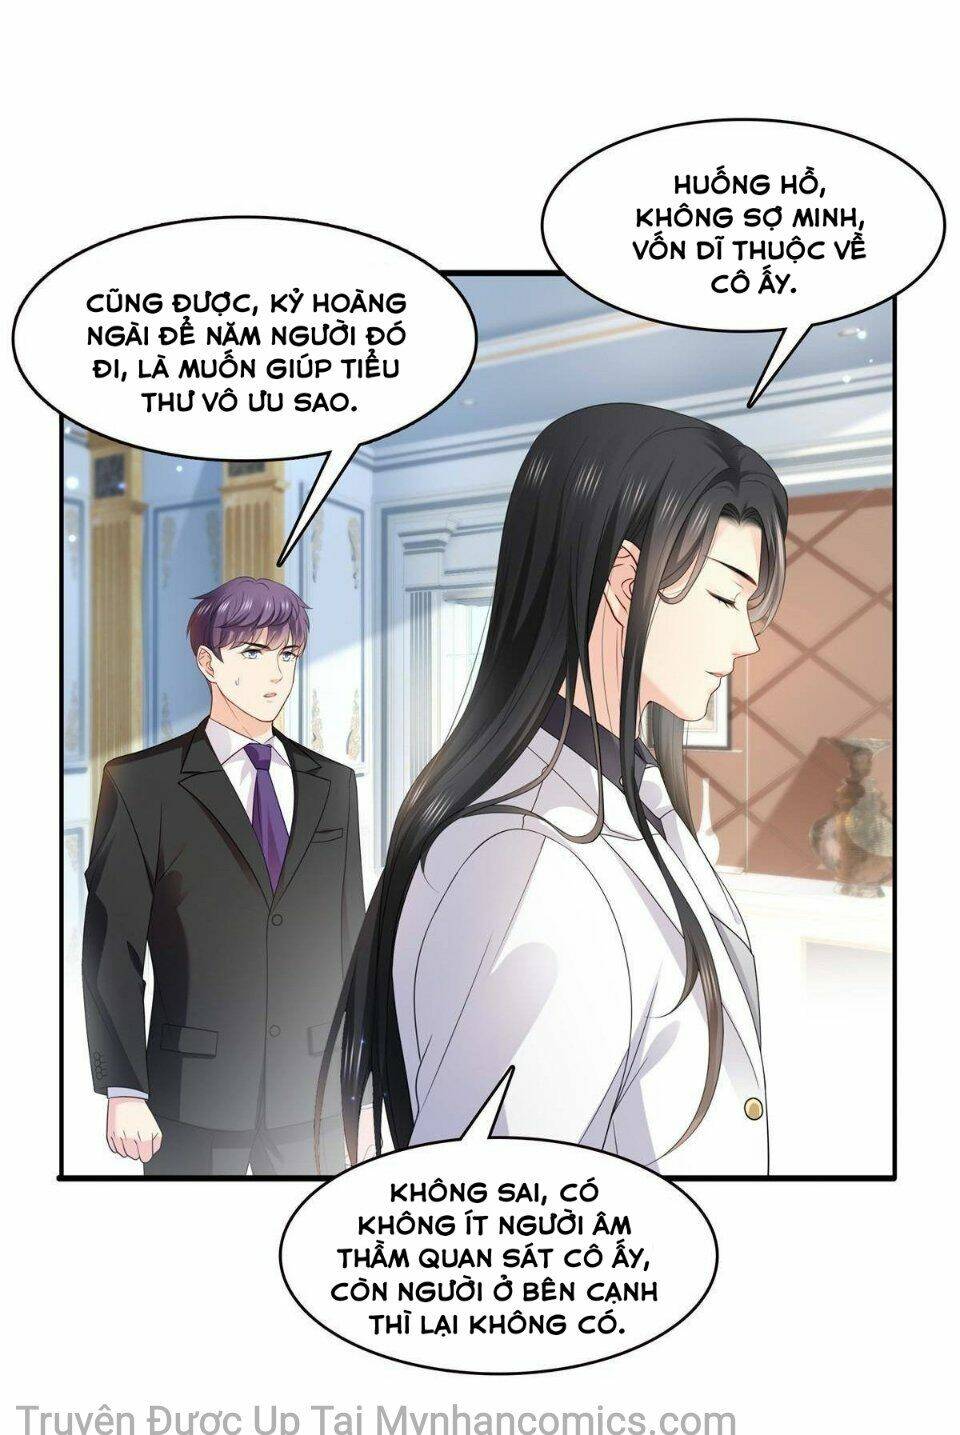 HUỐNG HỒ,
KHÔNG SỢ MINH,
VỐN DĨ THUỘC VỀ
CÔ ẤY.
CŨNG ĐƯỢC, KỶ HOÀNG
NGÀI ĐỂ NĂM NGƯỜI ĐÓ
ĐI, LÀ MUỐN GIÚP TIỂU
THƯ VÔ ƯU SAO.
KHÔNG SAI, CÓ
KHÔNG ÍT NGƯỜI ÂM
THẦM QUAN SÁT CÔ ẤY,
CÒN NGƯỜI Ở BÊN CẠNH
THÌ LẠI KHÔNG CÓ.
Truyện Được Up Tại Mynhancomics.com